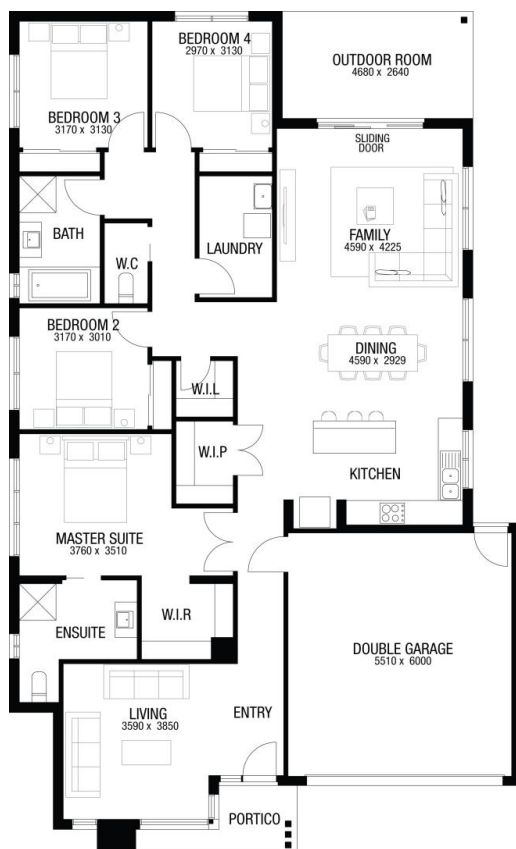 BEDROOM 4
2970 x 3130
OUTDOOR ROOM
4680 x 2640
BEDROOM 3
3170 x 3130
SLIDING
DOOR
BATH
W.C
LAUNDRY
FAMILY
4590 x 4225
BEDROOM 2
3170 x 3010
DINING
4590 x 2929
W.I.L
W.I.P
KITCHEN
MASTER SUITE
3760 x 3510
W.I.R
ENSUITE
DOUBLE GARAGE
5510 x 6000
LIVING
3590 x 3850
ENTRY
PORTICO